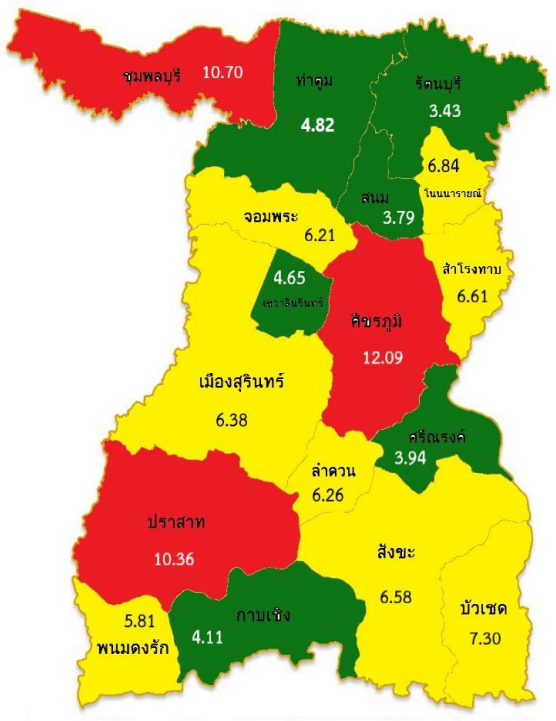 ชุมพลบุรี 10.70
ท่าตูม
4.82
รัตนบุรี
3.43
6.84
โนนนารายณ์
สนม
3.79
จอมพระ
6.21
4.65
เขวาสินรินทร์
สำโรงทาบ
6.61
ศีขรภูมิ
12.09
เมืองสุรินทร์
6.38
ศรีณรงค์
3.94
ลำดวน
6.26
ปราสาท
10.36
สังขะ
6.58
บัวเชด
7.30
กาบเชิง
4.11
5.81
พนมดงรัก